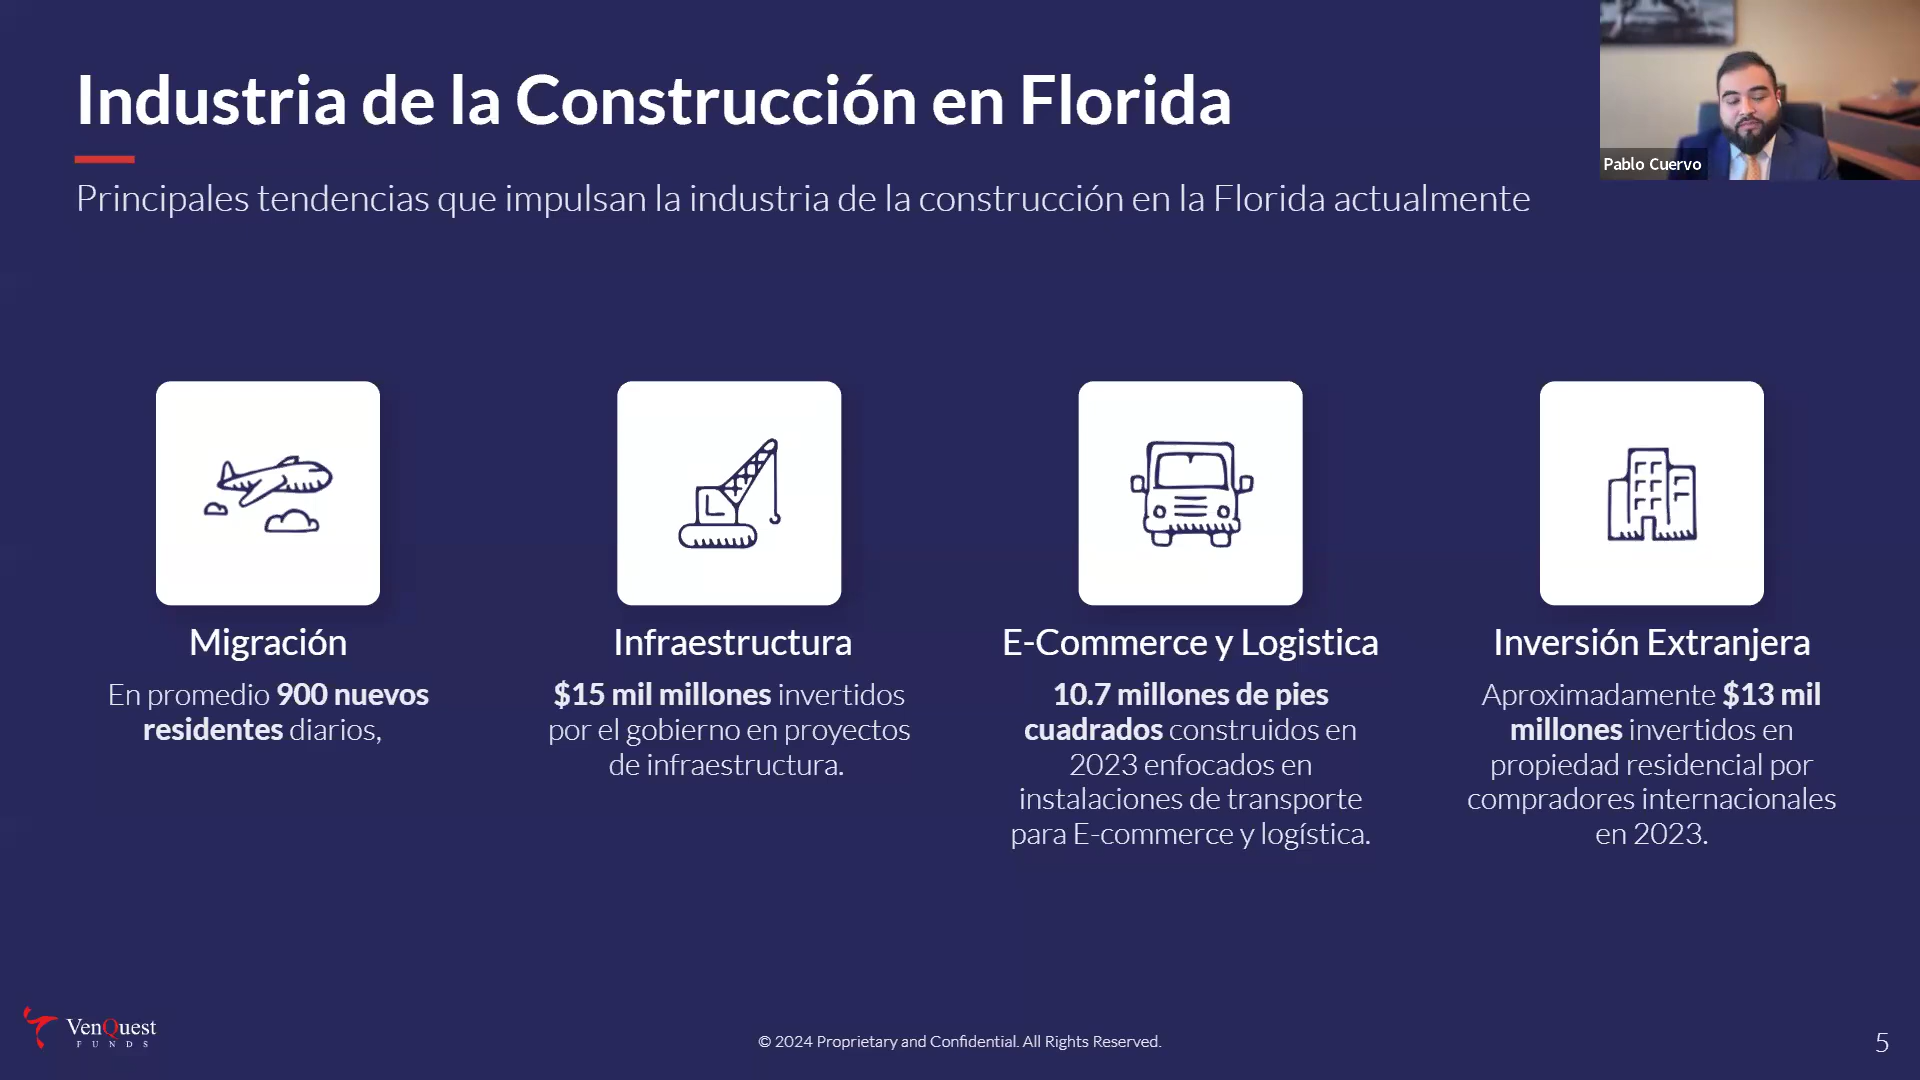 Industria de la Construcción en Florida
Principales tendencias que impulsan la industria de la construcción en la Florida actualmente
Pablo Cuervo
Migración
En promedio 900 nuevos
residentes diarios,
Infraestructura
$15 mil millones invertidos
por el gobierno en proyectos
de infraestructura.
E-Commerce y Logistica
10.7 millones de pies
cuadrados construidos en
2023 enfocados en
instalaciones de transporte
para E-commerce y logística.
Inversión Extranjera
Aproximadamente $13 mil
millones invertidos en
propiedad residencial por
compradores internacionales
en 2023.
VenQuest
FUNDS
© 2024 Proprietary and Confidential. All Rights Reserved.
5